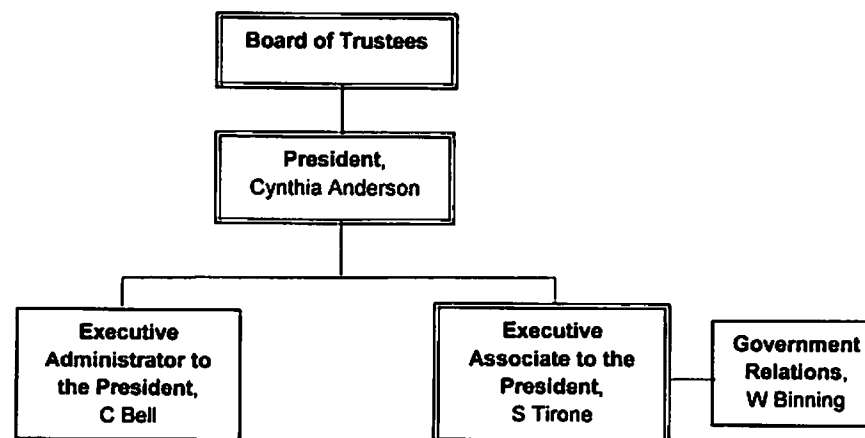 Board of Trustees
President,
Cynthia Anderson
Executive
Administrator to
the President,
C Bell
Executive
Associate to the
President,
S Tirone
Government
Relations,
W Binning